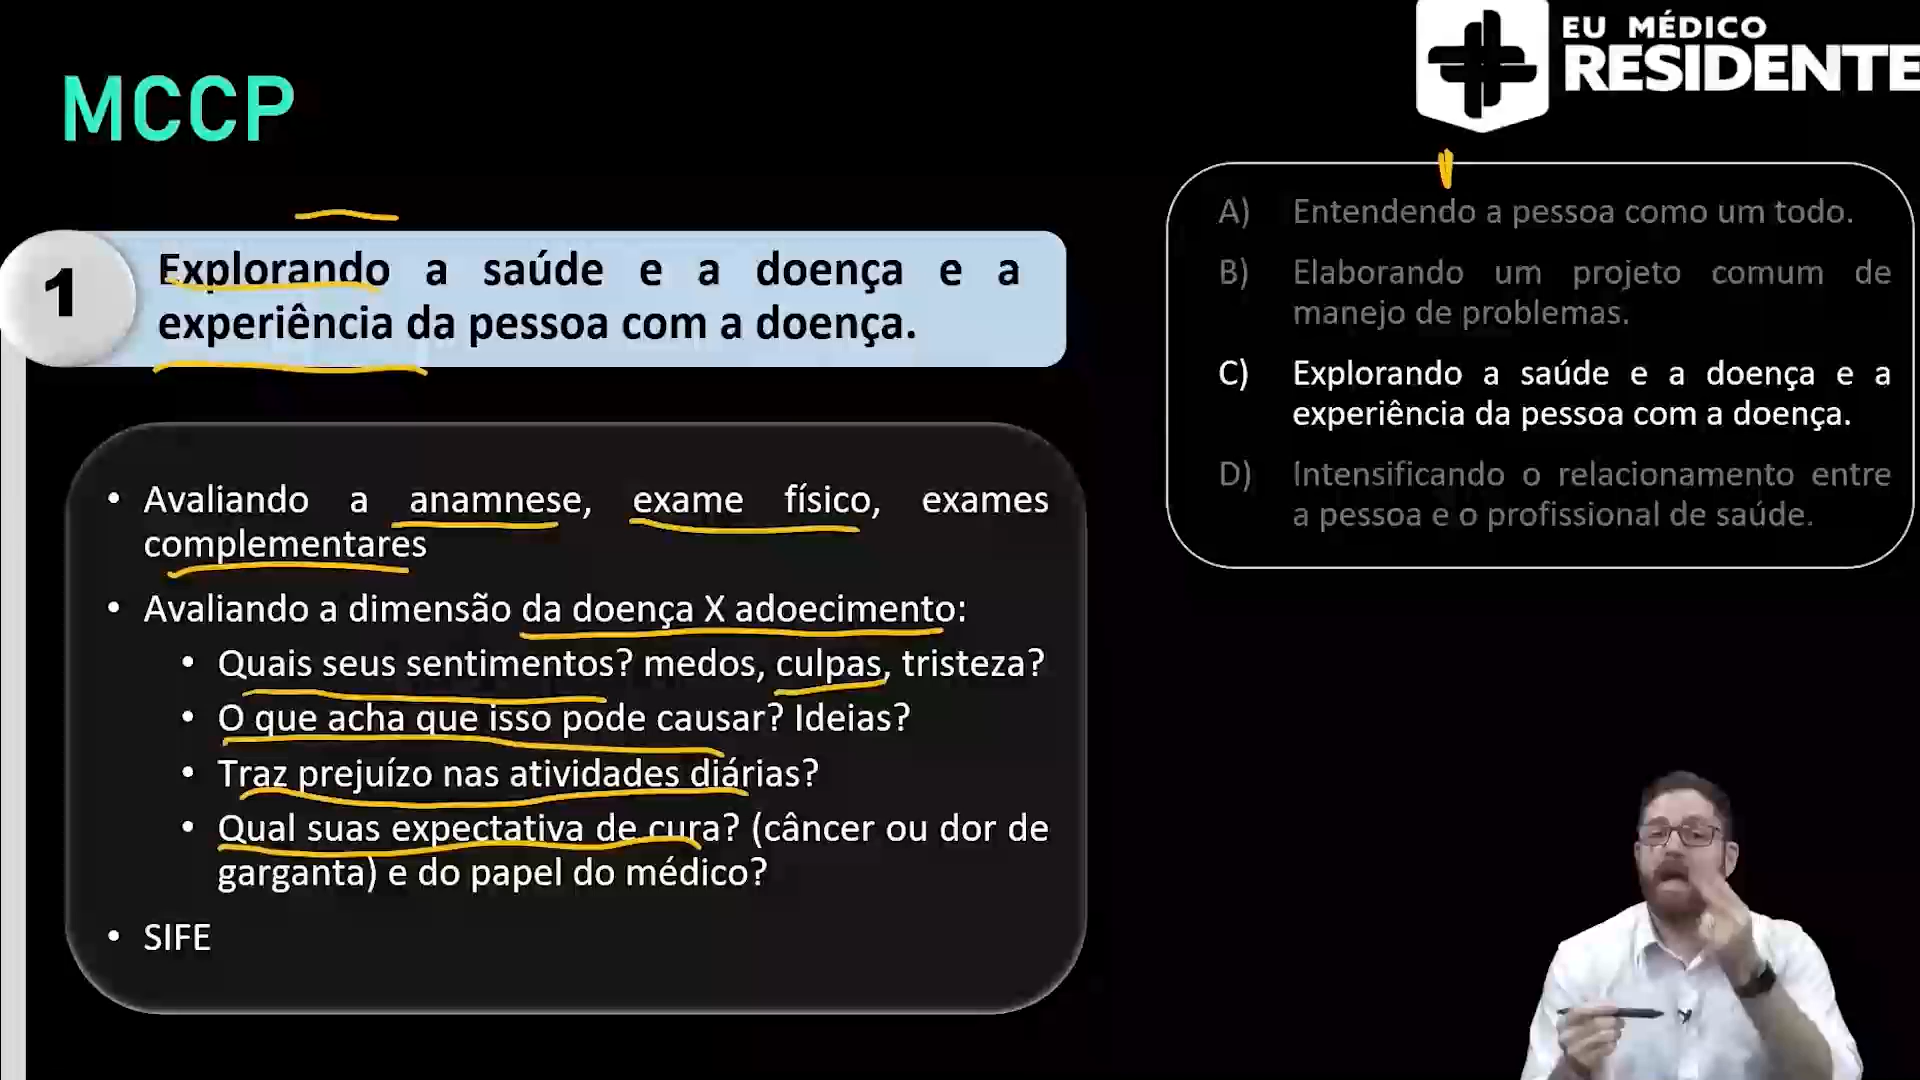 EU MÉDICO
RESIDENTE
MCCP
1
Explorando a saúde e a doença e a
experiência da pessoa com a doença.
• Avaliando a anamnese, exame físico, exames
complementares
• Avaliando a dimensão da doença X adoecimento:
• Quais seus sentimentos? medos, culpas, tristeza?
• O que acha que isso pode causar? Ideias?
• Traz prejuízo nas atividades diárias?
• Qual suas expectativa de cura? (câncer ou dor de
garganta) e do papel do médico?
• SIFE
A) Entendendo a pessoa como um todo.
B) Elaborando um projeto comum de
manejo de problemas.
C) Explorando a saúde e a doença e a
experiência da pessoa com a doença.
D) Intensificando o relacionamento entre
a pessoa e o profissional de saúde.